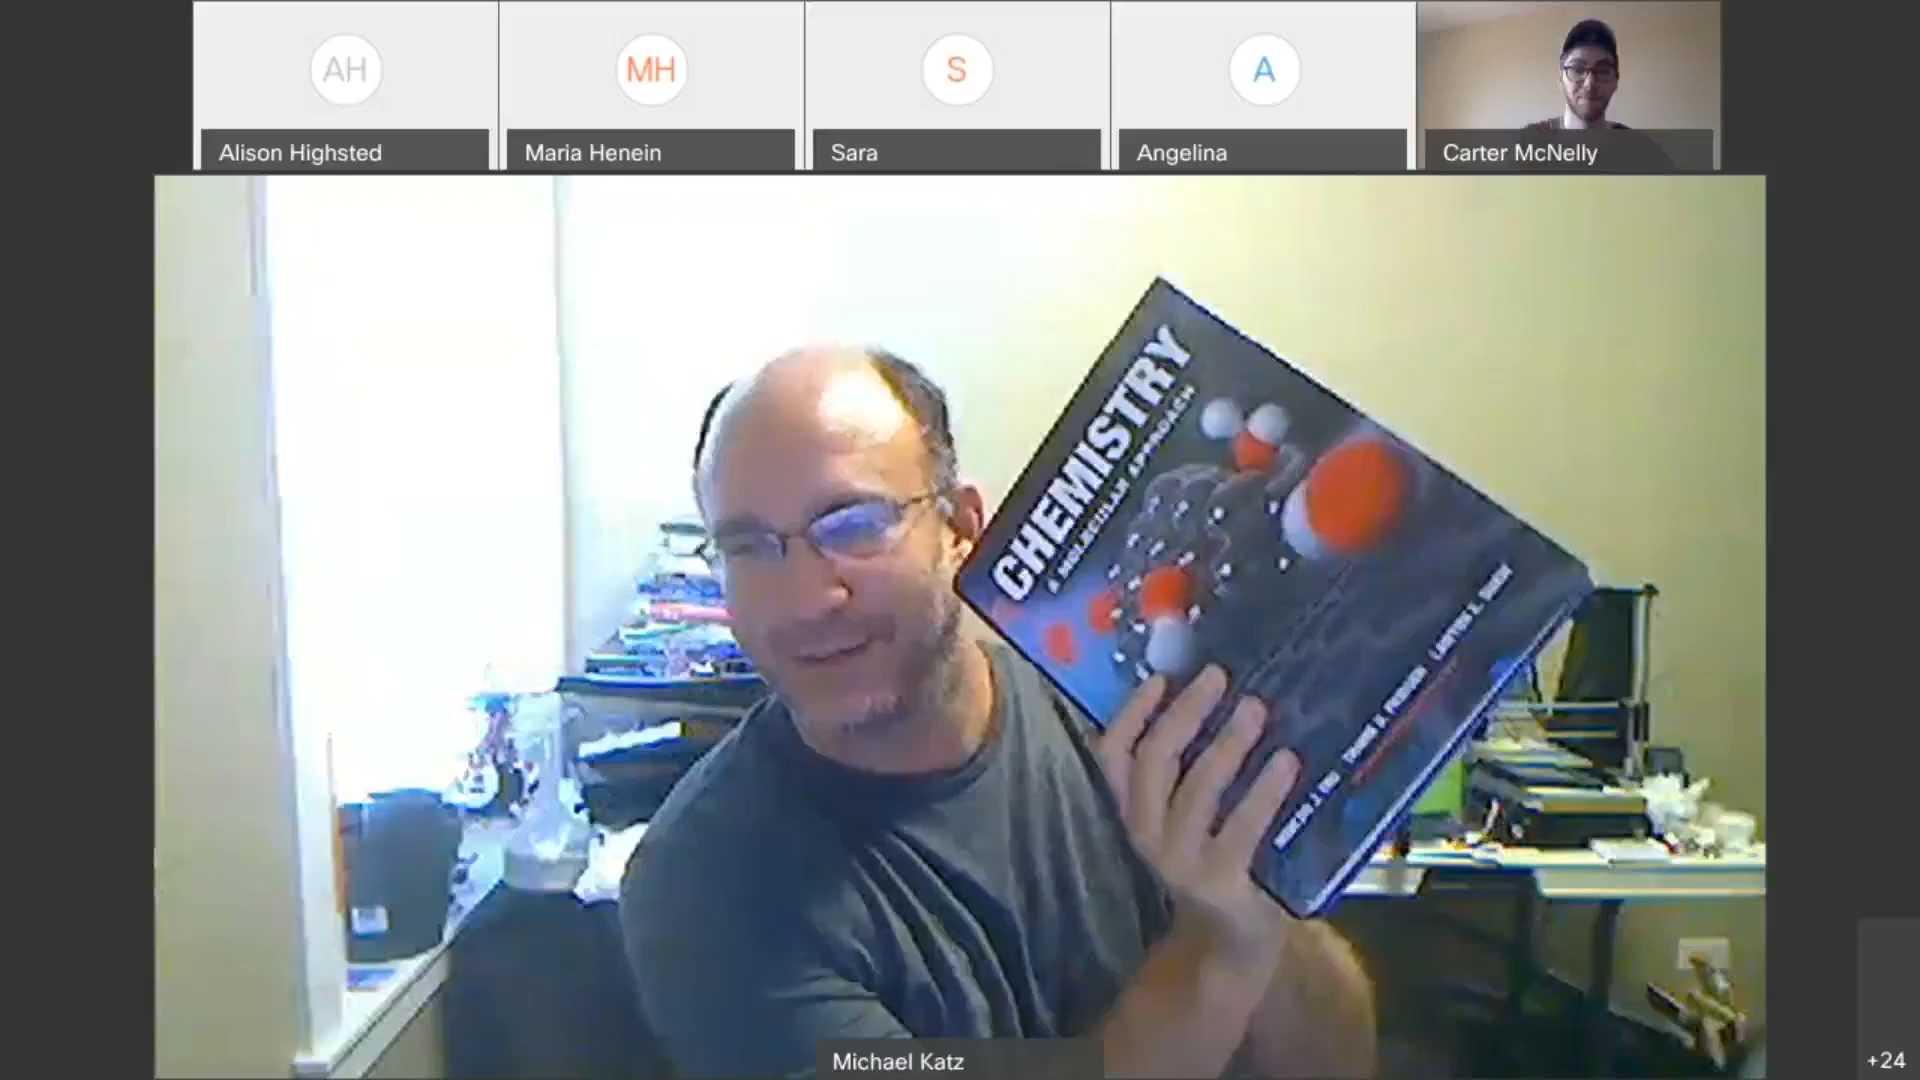 AH
MH
S
A
Alison Highsted
Maria Henein
Sara
Angelina
Carter McNelly
CHEMISTRY
A MOLECULAR APPROACH
Michael Katz
+24